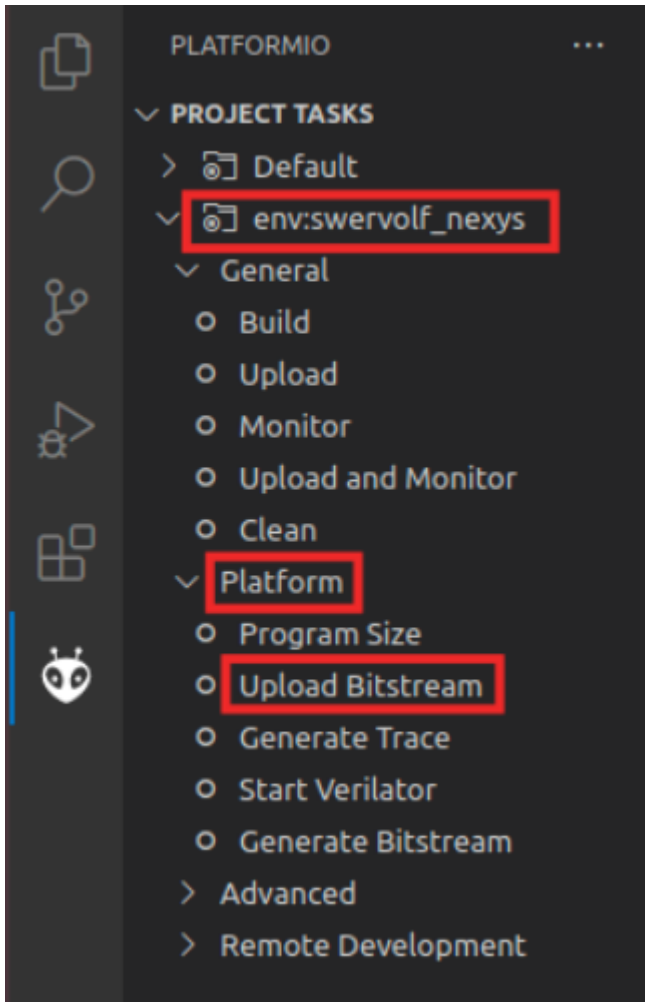 PLATFORMIO
PROJECT TASKS
Default
env:swervolf_nexys
General
Build
Upload
Monitor
Upload and Monitor
Clean
Platform
Program Size
Upload Bitstream
Generate Trace
Start Verilator
Generate Bitstream
Advanced
Remote Development